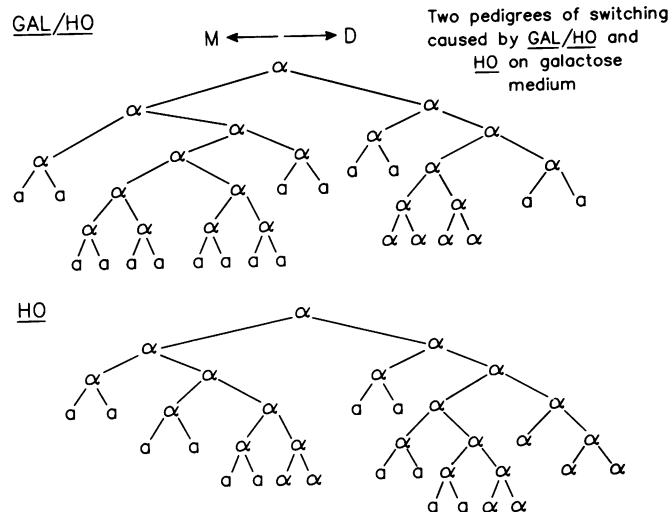 GAL/HO
M D
Two pedigrees of switching
caused by GAL/HO and
HO on galactose
medium
α
α α
α α α
α α α a a α α
a a α α a a α α a a
α α α α α α α α
a a a a a a a a
HO
α
α α
α α α α
a a α α a a α α
a a α α α α α α
a a α α a a α α α α
a a α α